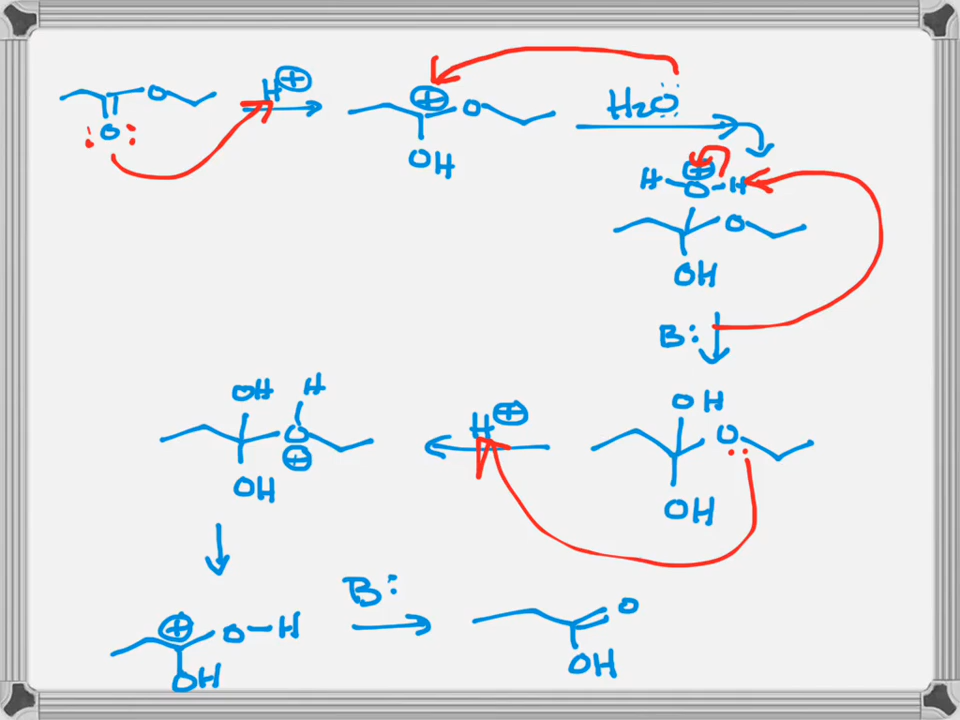 O H⊕ ⊕ O H2O
:O: OH
⊕
H O H
O
OH
B:
OH H H⊕ OH
O O
⊕
OH OH
B:
⊕ O H O
OH OH